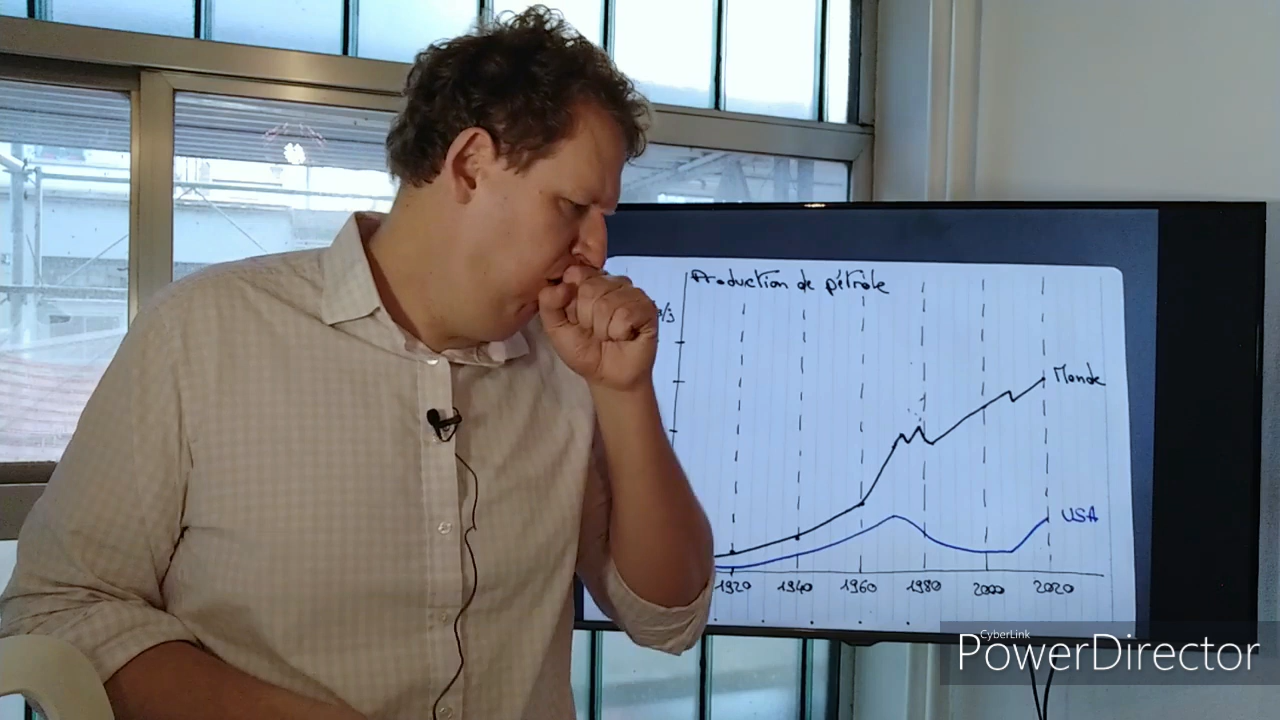 Production de pétrole
Monde
USA
1920 1940 1960 1980 2000 2020
CyberLink
PowerDirector